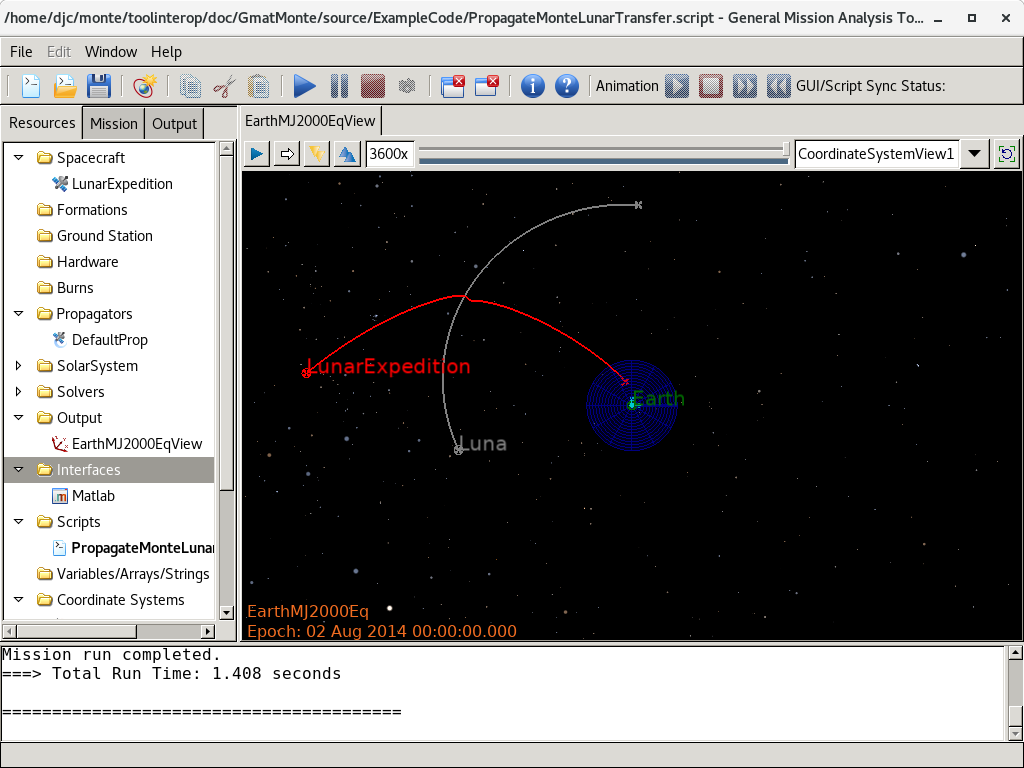 /home/djc/monte/toolinterop/doc/GmatMonte/source/ExampleCode/PropagateMonteLunarTransfer.script - General Mission Analysis To...
File Edit Window Help
Animation GUI/Script Sync Status:
Resources Mission Output
EarthMJ2000EqView
3600x
CoordinateSystemView1
Spacecraft
LunarExpedition
Formations
Ground Station
Hardware
Burns
Propagators
DefaultProp
SolarSystem
Solvers
Output
EarthMJ2000EqView
Interfaces
Matlab
Scripts
PropagateMonteLunar
Variables/Arrays/Strings
Coordinate Systems
LunarExpedition
Earth
Luna
EarthMJ2000Eq
Epoch: 02 Aug 2014 00:00:00.000
Mission run completed.
===> Total Run Time: 1.408 seconds
========================================